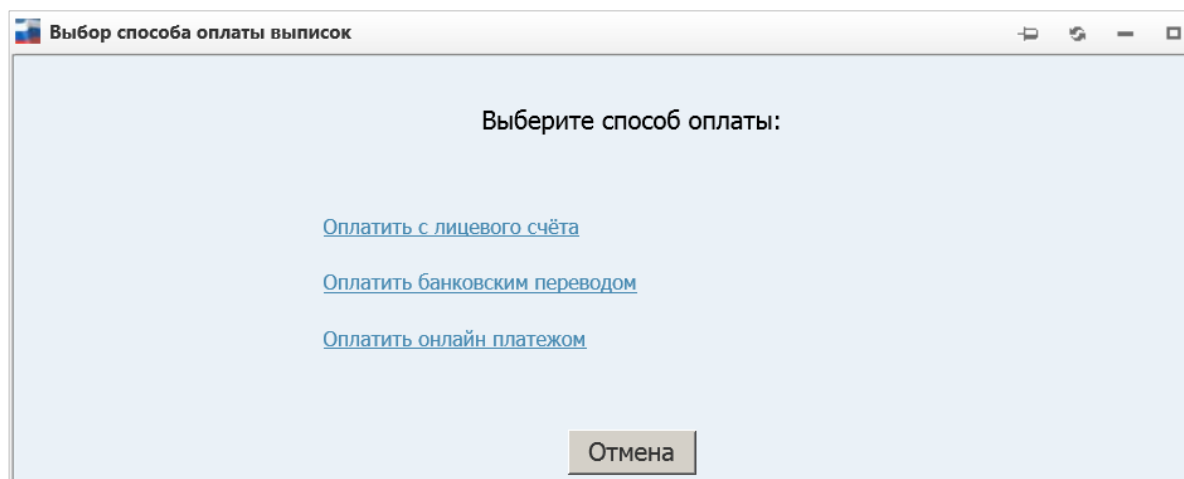 Выбор способа оплаты выписок
Выберите способ оплаты:
Оплатить с лицевого счёта
Оплатить банковским переводом
Оплатить онлайн платежом
Отмена